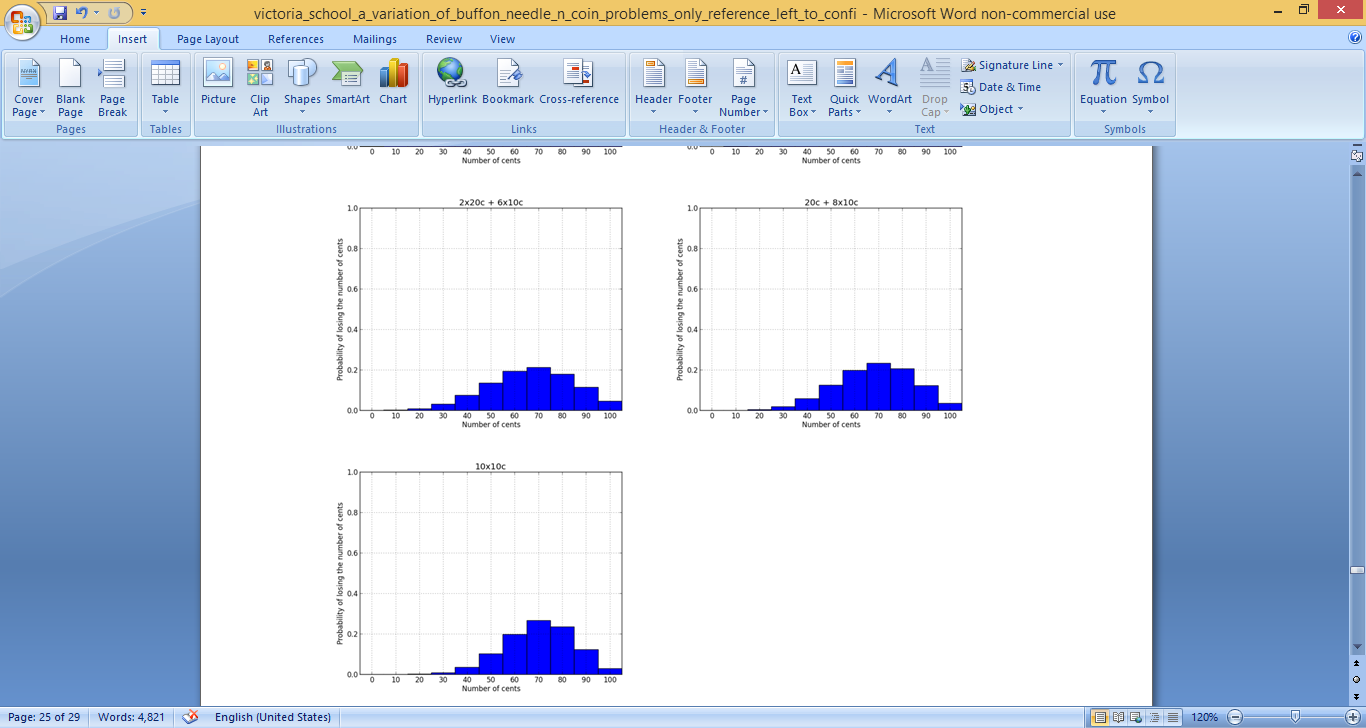 victoria_school_a_variation_of_buffon_needle_n_coin_problems_only_reference_left_to_confi - Microsoft Word non-commercial use
Home Insert Page Layout References Mailings Review View
Cover Page Blank Page Page Break Table Picture Clip Art Shapes SmartArt Chart Hyperlink Bookmark Cross-reference Header Footer Page Number Text Box Quick Parts WordArt Drop Cap Signature Line Date & Time Object Equation Symbol
Pages Tables Illustrations Links Header & Footer Text Symbols
0 10 20 30 40 50 60 70 80 90 100
Number of cents
0 10 20 30 40 50 60 70 80 90 100
Number of cents
2x20c + 6x10c
Probability of losing the number of cents
1.0
0.8
0.6
0.4
0.2
0.0
0 10 20 30 40 50 60 70 80 90 100
Number of cents
20c + 8x10c
Probability of losing the number of cents
1.0
0.8
0.6
0.4
0.2
0.0
0 10 20 30 40 50 60 70 80 90 100
Number of cents
10x10c
Probability of losing the number of cents
1.0
0.8
0.6
0.4
0.2
0.0
0 10 20 30 40 50 60 70 80 90 100
Number of cents
Page: 25 of 29 Words: 4,821 English (United States) 120%